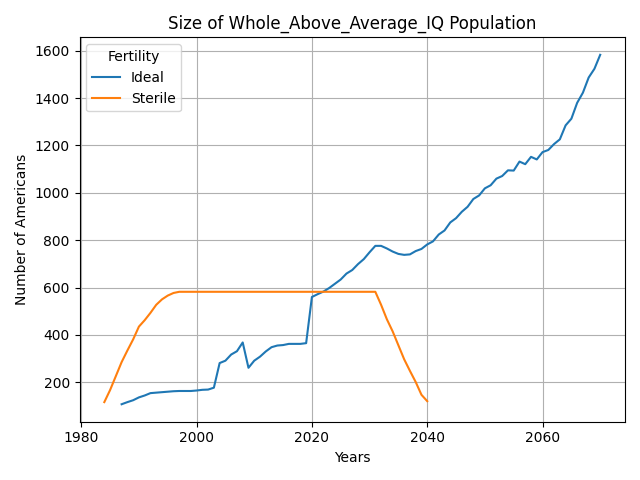 Size of Whole_Above_Average_IQ Population
Fertility
Ideal
Sterile
Number of Americans
1600
1400
1200
1000
800
600
400
200
1980
2000
2020
2040
2060
Years